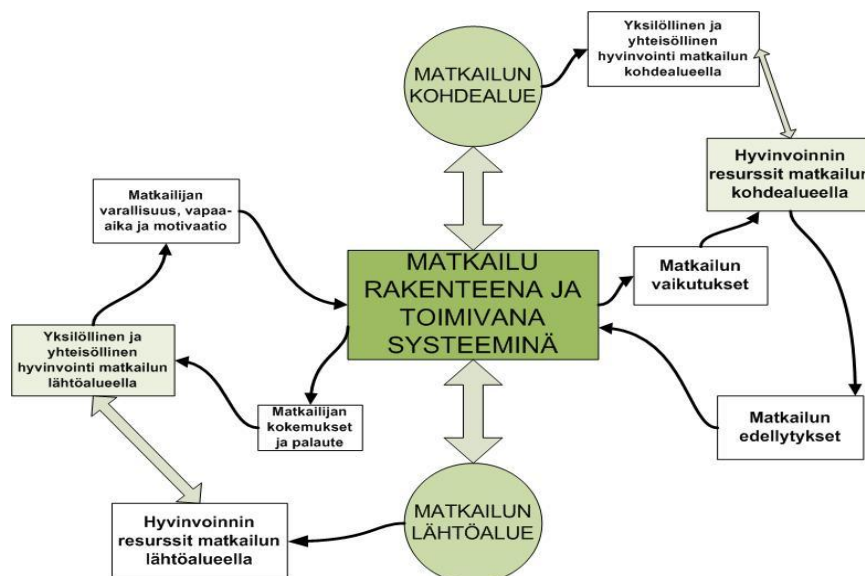 Yksilöllinen ja
yhteisöllinen
hyvinvointi matkailun
kohdealueella
MATKAILUN
KOHDEALUE
Hyvinvoinnin
resurssit matkailun
kohdealueella
Matkailijan
varallisuus, vapaa-
aika ja motivaatio
MATKAILU
RAKENTEENA JA
TOIMIVANA
SYSTEEMINÄ
Matkailun
vaikutukset
Yksilöllinen ja
yhteisöllinen
hyvinvointi matkailun
lähtöalueella
Matkailijan
kokemukset
ja palaute
Matkailun
edellytykset
Hyvinvoinnin
resurssit matkailun
lähtöalueella
MATKAILUN
LÄHTÖALUE